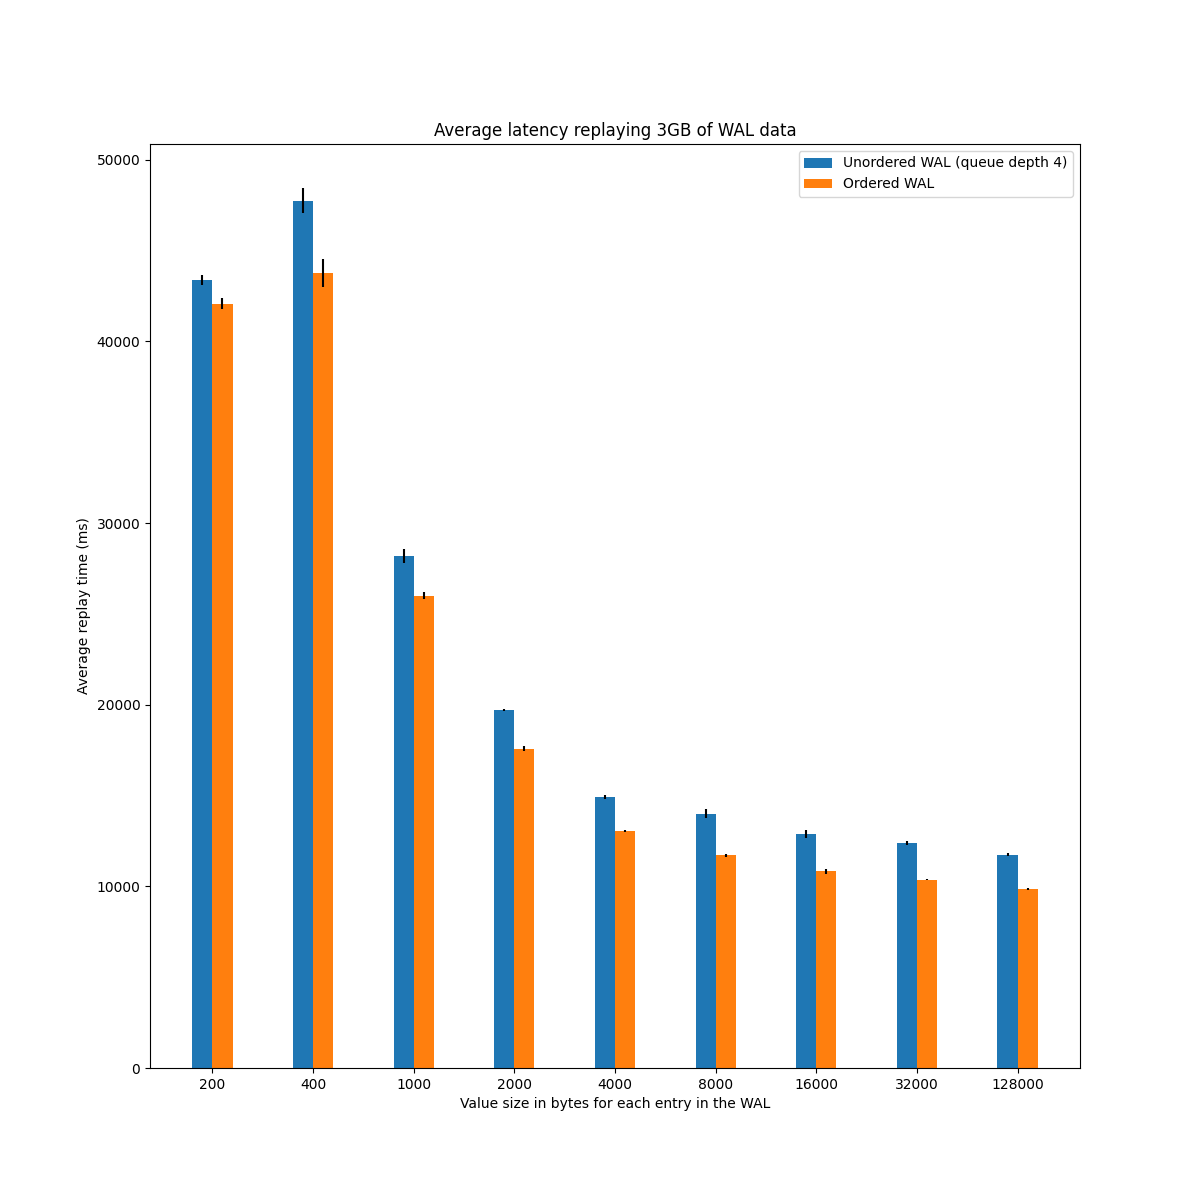 Average latency replaying 3GB of WAL data
Unordered WAL (queue depth 4)
Ordered WAL
Average replay time (ms)
50000
40000
30000
20000
10000
0
200 400 1000 2000 4000 8000 16000 32000 128000
Value size in bytes for each entry in the WAL